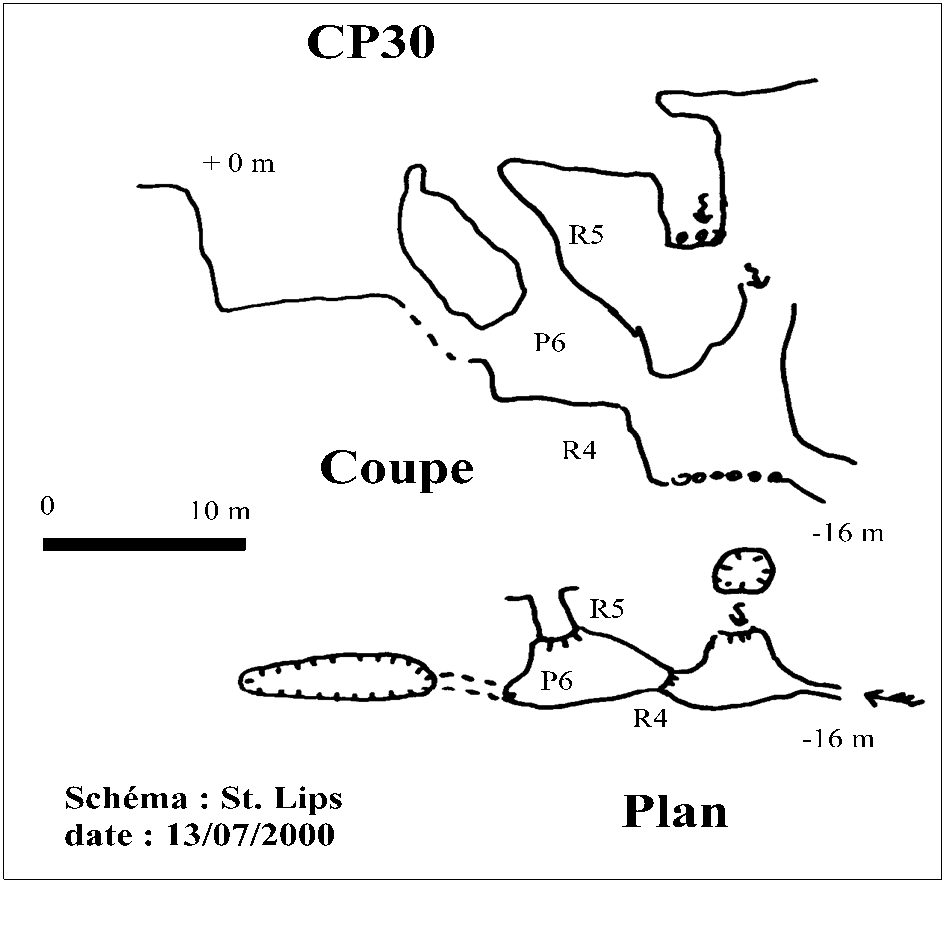 CP30
+ 0 m
R5
P6
R4
Coupe
0 10 m
-16 m
R5
P6
R4
-16 m
Schéma : St. Lips
date : 13/07/2000
Plan